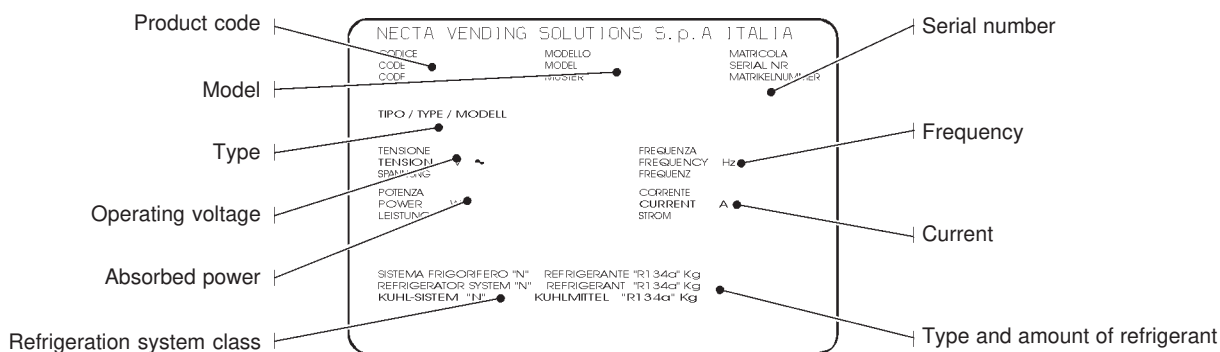 Product code
Model
Type
Operating voltage
Absorbed power
Refrigeration system class
NECTA VENDING SOLUTIONS S.p.A ITALIA
CODICE
CODE
CODE
MODELLO
MODEL
MUSTER
MATRICOLA
SERIAL NR
MATRIKELNUMMER
TIPO / TYPE / MODELL
TENSIONE
TENSION V ~
SPANNUNG
FREQUENZA
FREQUENCY Hz
FREQUENZ
POTENZA
POWER W
LEISTUNG
CORRENTE
CURRENT A
STROM
SISTEMA FRIGORIFERO "N" REFRIGERANTE "R134a" Kg
REFRIGERATOR SYSTEM "N" REFRIGERANT "R134a" Kg
KUHL-SISTEM "N" KUHLMITTEL "R134a" Kg
Serial number
Frequency
Current
Type and amount of refrigerant